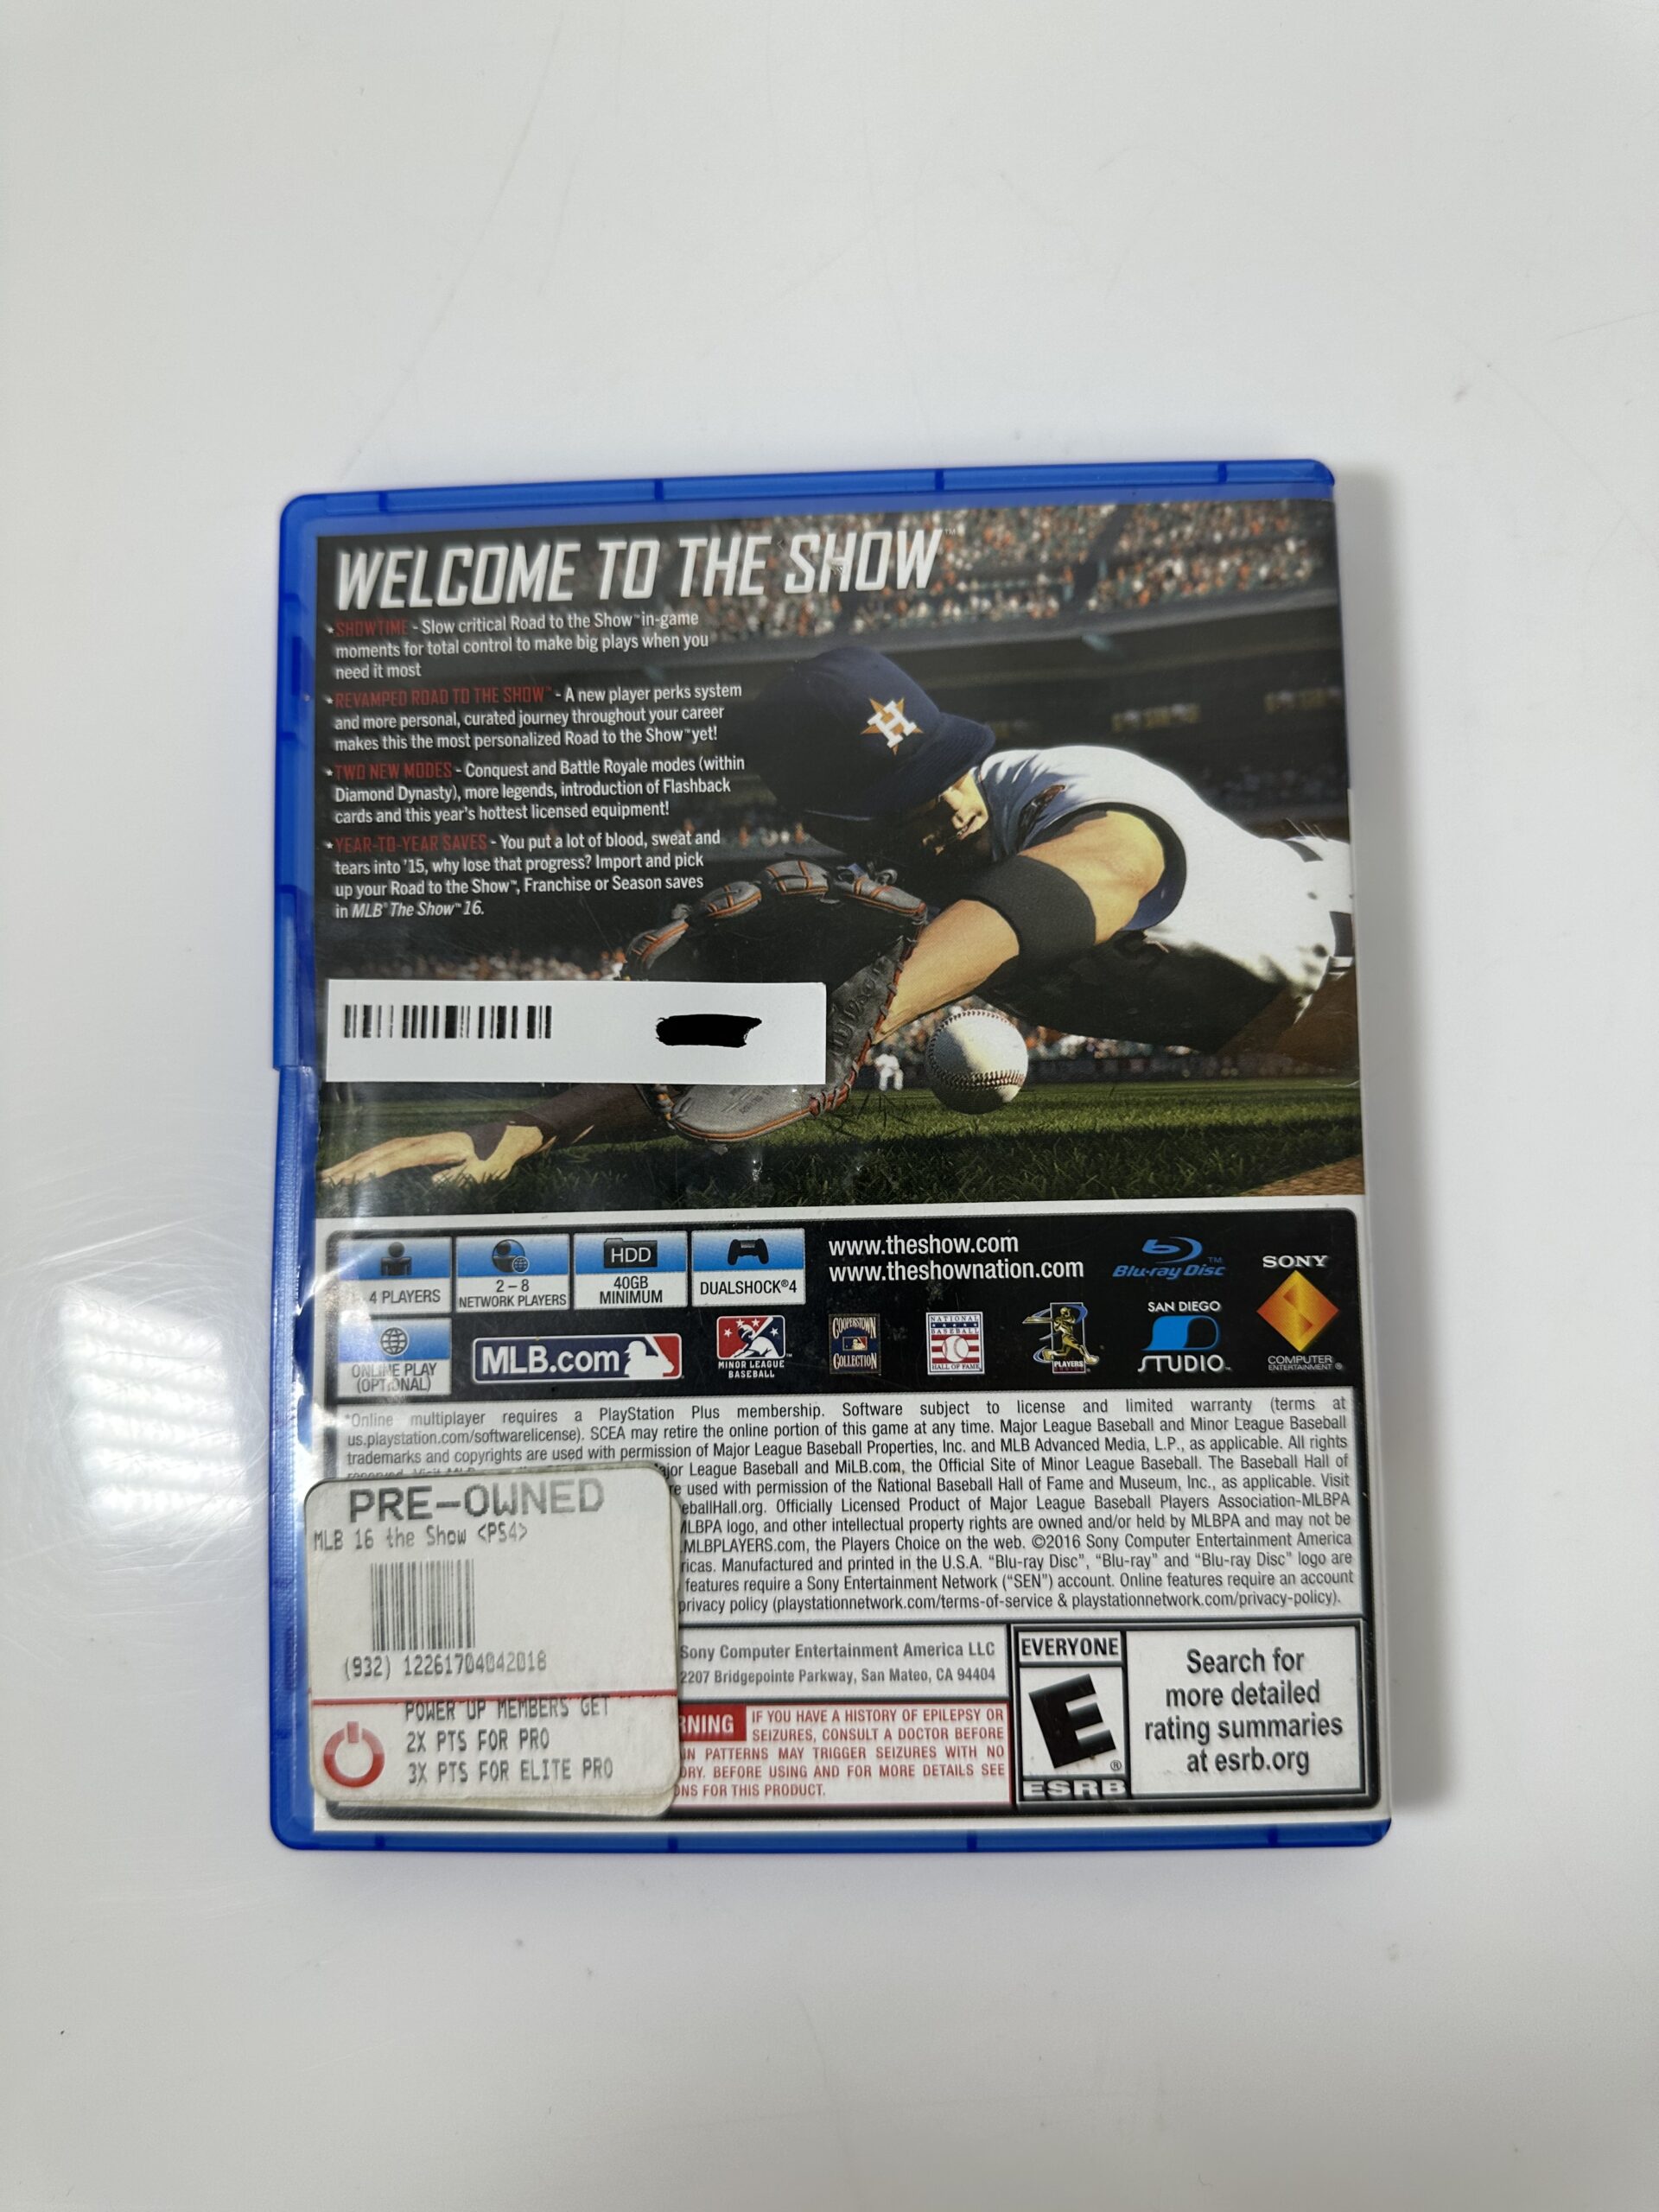 WELCOME TO THE SHOW™
★SHOWTIME - Slow critical Road to the Show™ in-game
moments for total control to make big plays when you
need it most
★REVAMPED ROAD TO THE SHOW™ - A new player perks system
and more personal, curated journey throughout your career
makes this the most personalized Road to the Show™ yet!
★TWO NEW MODES - Conquest and Battle Royale modes (within
Diamond Dynasty), more legends, introduction of Flashback
cards and this year's hottest licensed equipment!
★YEAR-TO-YEAR SAVES - You put a lot of blood, sweat and
tears into '15, why lose that progress? Import and pick
up your Road to the Show™, Franchise or Season saves
in MLB® The Show™ 16.
H
4 PLAYERS
2 – 8
NETWORK PLAYERS
HDD
40GB
MINIMUM
DUALSHOCK®4
www.theshow.com
www.theshownation.com
Blu-ray Disc™
SONY
COMPUTER
ENTERTAINMENT ®
ONLINE PLAY
(OPTIONAL)
MLB.com
MINOR LEAGUE
BASEBALL™
COOPERSTOWN
COLLECTION
NATIONAL
BASEBALL
HALL OF FAME
PLAYERS
SAN DIEGO
STUDIO™
*Online multiplayer requires a PlayStation Plus membership. Software subject to license and limited warranty (terms at
us.playstation.com/softwarelicense). SCEA may retire the online portion of this game at any time. Major League Baseball and Minor League Baseball
trademarks and copyrights are used with permission of Major League Baseball Properties, Inc. and MLB Advanced Media, L.P., as applicable. All rights
ajor League Baseball and MiLB.com, the Official Site of Minor League Baseball. The Baseball Hall of
re used with permission of the National Baseball Hall of Fame and Museum, Inc., as applicable. Visit
eballHall.org. Officially Licensed Product of Major League Baseball Players Association-MLBPA
MLBPA logo, and other intellectual property rights are owned and/or held by MLBPA and may not be
.MLBPLAYERS.com, the Players Choice on the web. ©2016 Sony Computer Entertainment America
ricas. Manufactured and printed in the U.S.A. “Blu-ray Disc”, “Blu-ray” and “Blu-ray Disc” logo are
features require a Sony Entertainment Network (“SEN”) account. Online features require an account
privacy policy (playstationnetwork.com/terms-of-service & playstationnetwork.com/privacy-policy).
PRE-OWNED
MLB 16 the Show <PS4>
(932) 12261704042018
POWER UP MEMBERS GET
2X PTS FOR PRO
3X PTS FOR ELITE PRO
Sony Computer Entertainment America LLC
2207 Bridgepointe Parkway, San Mateo, CA 94404
RNING IF YOU HAVE A HISTORY OF EPILEPSY OR
SEIZURES, CONSULT A DOCTOR BEFORE
IN PATTERNS MAY TRIGGER SEIZURES WITH NO
ORY. BEFORE USING AND FOR MORE DETAILS SEE
ONS FOR THIS PRODUCT.
EVERYONE
E
®
ESRB
Search for
more detailed
rating summaries
at esrb.org